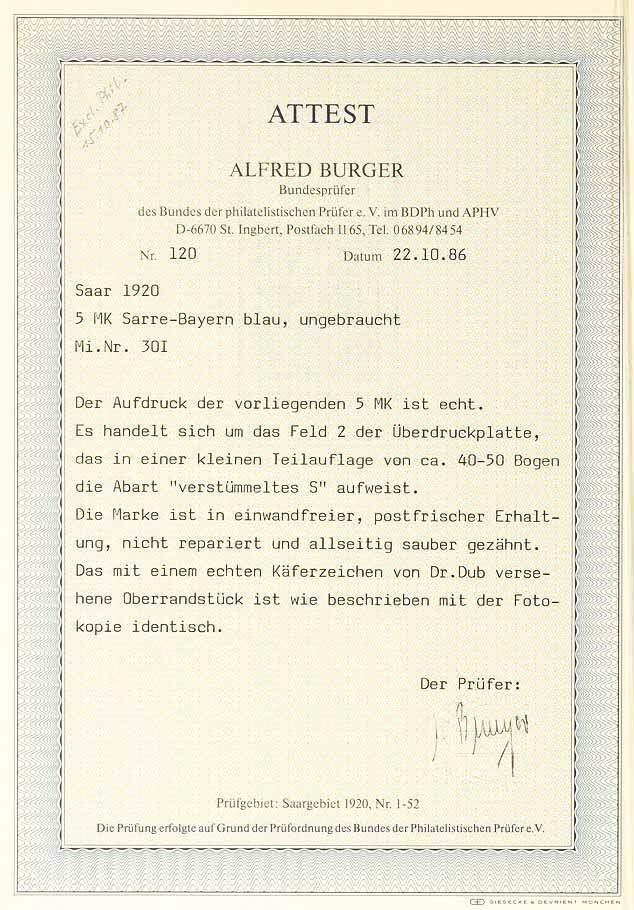 Excl. Phil.
15.10.87
ATTEST
ALFRED BURGER
Bundesprüfer
des Bundes der philatelistischen Prüfer e. V. im BDPh und APHV
D-6670 St. Ingbert, Postfach 1165, Tel. 06894/8454
Nr. 120 Datum 22.10.86
Saar 1920
5 MK Sarre-Bayern blau, ungebraucht
Mi.Nr. 30I
Der Aufdruck der vorliegenden 5 MK ist echt.
Es handelt sich um das Feld 2 der Überdruckplatte,
das in einer kleinen Teilauflage von ca. 40-50 Bogen
die Abart "verstümmeltes S" aufweist.
Die Marke ist in einwandfreier, postfrischer Erhalt-
ung, nicht repariert und allseitig sauber gezähnt.
Das mit einem echten Käferzeichen von Dr.Dub verse-
hene Oberrandstück ist wie beschrieben mit der Foto-
kopie identisch.
Der Prüfer:
Burger
Prüfgebiet: Saargebiet 1920, Nr. 1-52
Die Prüfung erfolgte auf Grund der Prüfordnung des Bundes der Philatelistischen Prüfer e.V.
GIESECKE & DEVRIENT MÜNCHEN